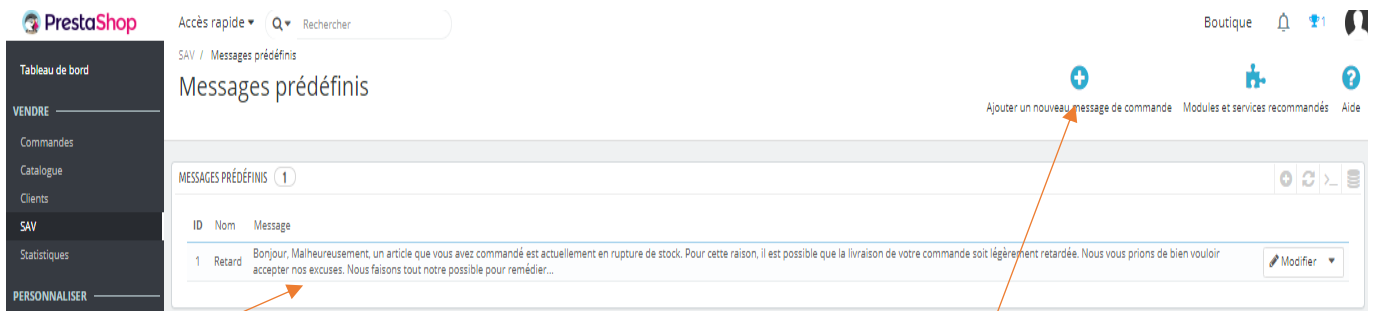 PrestaShop
Accès rapide
Rechercher
Boutique
1
Tableau de bord
SAV / Messages prédéfinis
Messages prédéfinis
Ajouter un nouveau message de commande
Modules et services recommandés
Aide
VENDRE
Commandes
Catalogue
Clients
SAV
Statistiques
PERSONNALISER
MESSAGES PRÉDÉFINIS 1
ID Nom Message
1 Retard Bonjour, Malheureusement, un article que vous avez commandé est actuellement en rupture de stock. Pour cette raison, il est possible que la livraison de votre commande soit légèrement retardée. Nous vous prions de bien vouloir
accepter nos excuses. Nous faisons tout notre possible pour remédier...
Modifier